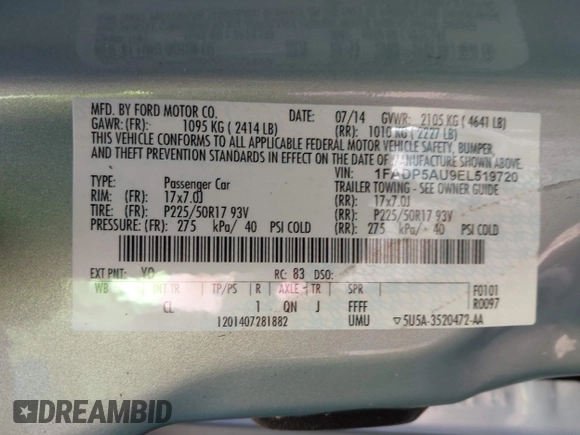 MFD. BY FORD MOTOR CO. 07/14 GVWR: 2105 KG ( 4641 LB)
GAWR: (FR): 1095 KG ( 2414 LB) (RR): 1010 KG ( 2227 LB)
THIS VEHICLE CONFORMS TO ALL APPLICABLE FEDERAL MOTOR VEHICLE SAFETY, BUMPER,
AND THEFT PREVENTION STANDARDS IN EFFECT ON THE DATE OF MANUFACTURE SHOWN ABOVE.
VIN: 1FADP5AU9EL519720
TYPE: Passenger Car TRAILER TOWING - SEE OWNER GUIDE
RIM: (FR) 17x7.0J (RR): 17x7.0J
TIRE: (FR) P225/50R17 93V (RR): P225/50R17 93V
PRESSURE: (FR) 275 kPa/ 40 PSI COLD (RR): 275 kPa/ 40 PSI COLD
EXT PNT: YO RC: 83 DSO:
WB INT TR TP/PS R AXLE TR SPR F0101
CL 1 QN J FFFF R0097
1201407281882 UMU ▽5U5A-3520472-AA
DREAMBID